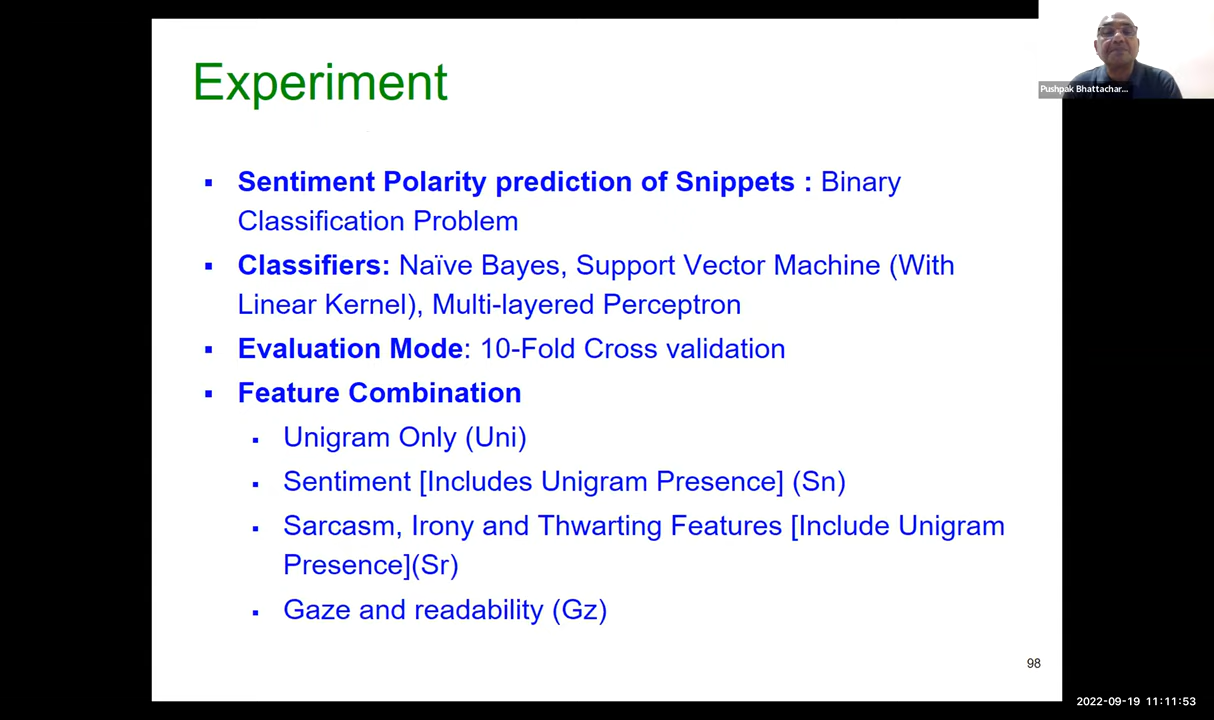 Experiment
Pushpak Bhattachar...
▪ Sentiment Polarity prediction of Snippets : Binary
Classification Problem
▪ Classifiers: Naïve Bayes, Support Vector Machine (With
Linear Kernel), Multi-layered Perceptron
▪ Evaluation Mode: 10-Fold Cross validation
▪ Feature Combination
▪ Unigram Only (Uni)
▪ Sentiment [Includes Unigram Presence] (Sn)
▪ Sarcasm, Irony and Thwarting Features [Include Unigram
Presence](Sr)
▪ Gaze and readability (Gz)
98
2022-09-19 11:11:53